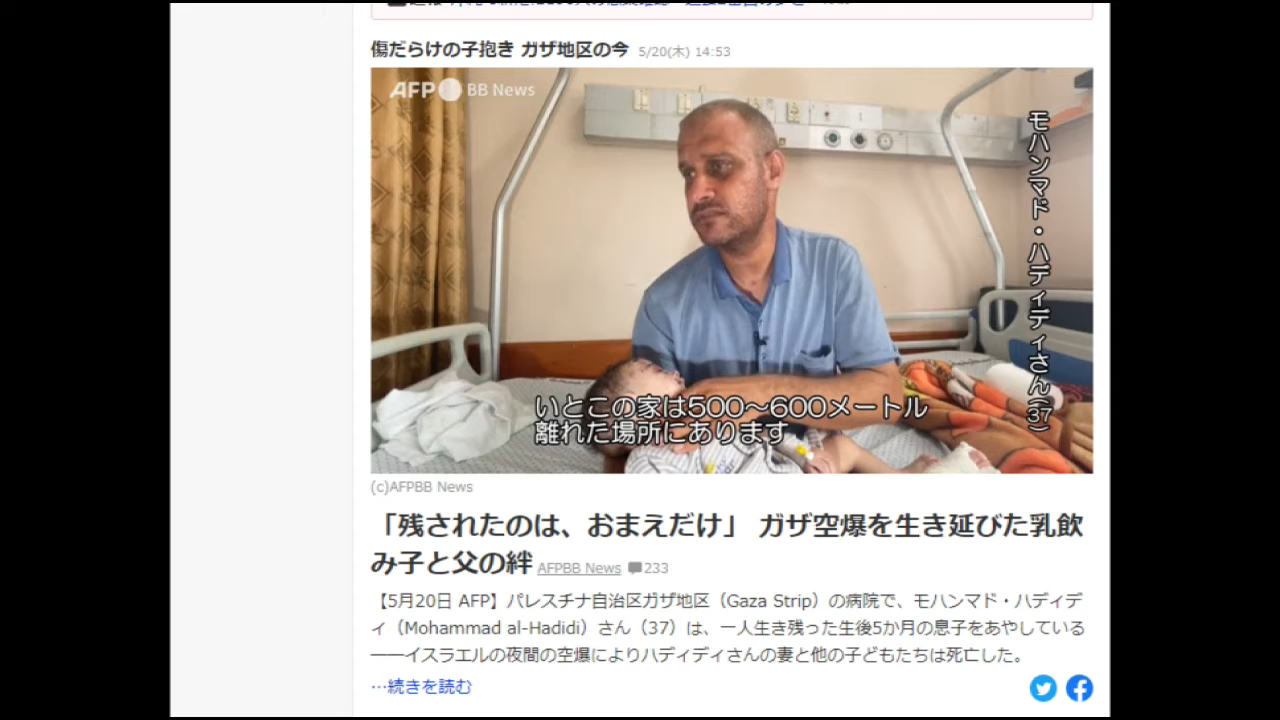 傷だらけの子抱き ガザ地区の今 5/20(木) 14:53
AFP BB News
モハンマド・ハディディさん(37)
いとこの家は500～600メートル
離れた場所にあります
(c)AFPBB News
「残されたのは、おまえだけ」 ガザ空爆を生き延びた乳飲
み子と父の絆 AFPBB News 233
【5月20日 AFP】パレスチナ自治区ガザ地区（Gaza Strip）の病院で、モハンマド・ハディデ
ィ（Mohammad al-Hadidi）さん（37）は、一人生き残った生後5か月の息子をあやしている
――イスラエルの夜間の空爆によりハディディさんの妻と他の子どもたちは死亡した。
…続きを読む